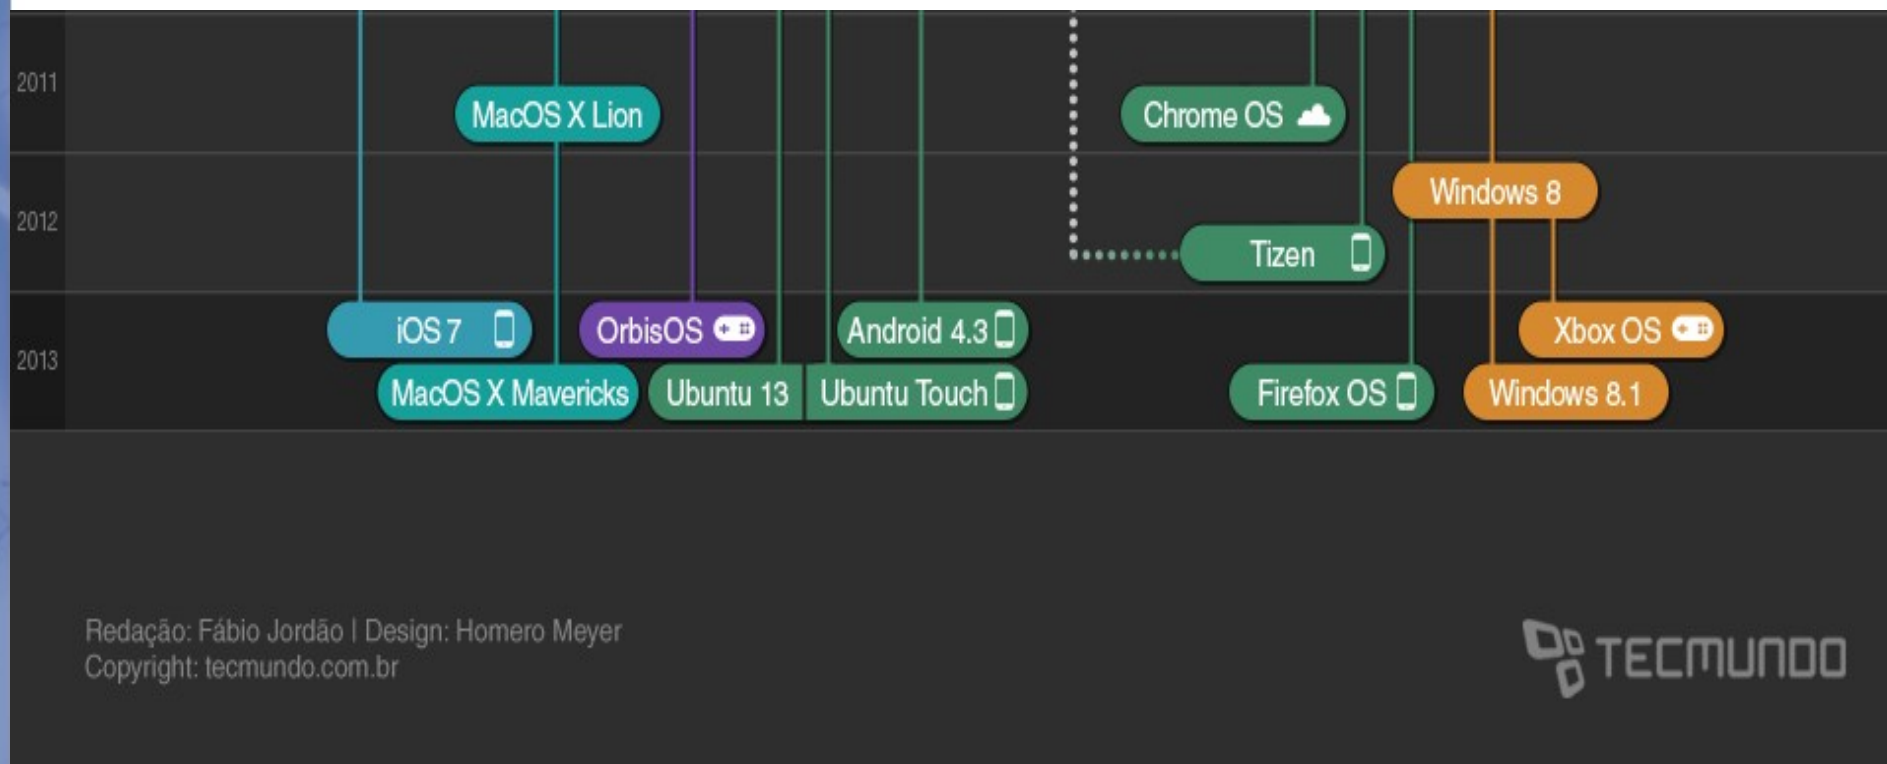 2011
MacOS X Lion
Chrome OS
2012
Windows 8
Tizen
2013
iOS 7
OrbisOS
Android 4.3
Xbox OS
MacOS X Mavericks
Ubuntu 13
Ubuntu Touch
Firefox OS
Windows 8.1
Redação: Fábio Jordão | Design: Homero Meyer
Copyright: tecmundo.com.br
TECMUNDO